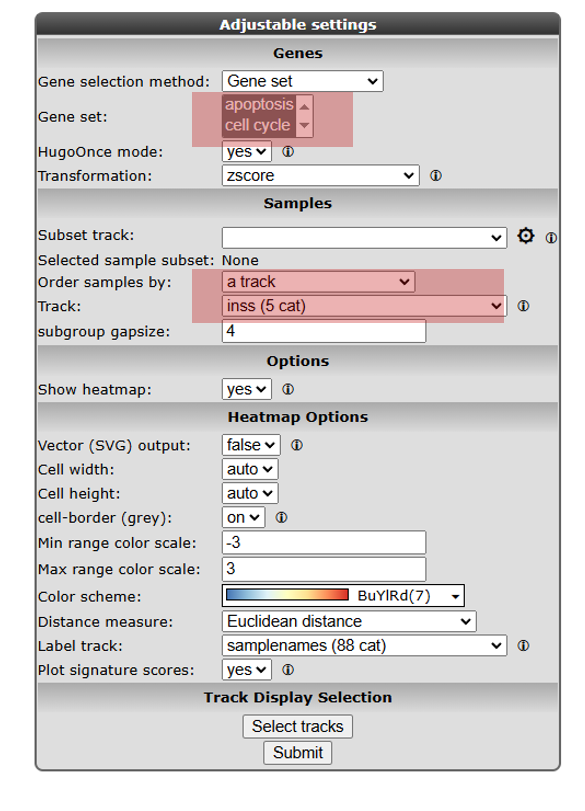 Adjustable settings
Genes
Gene selection method: Gene set
Gene set: apoptosis
cell cycle
HugoOnce mode: yes
Transformation: zscore
Samples
Subset track:
Selected sample subset: None
Order samples by: a track
Track: inss (5 cat)
subgroup gapsize: 4
Options
Show heatmap: yes
Heatmap Options
Vector (SVG) output: false
Cell width: auto
Cell height: auto
cell-border (grey): on
Min range color scale: -3
Max range color scale: 3
Color scheme: BuYlRd(7)
Distance measure: Euclidean distance
Label track: samplenames (88 cat)
Plot signature scores: yes
Track Display Selection
Select tracks
Submit